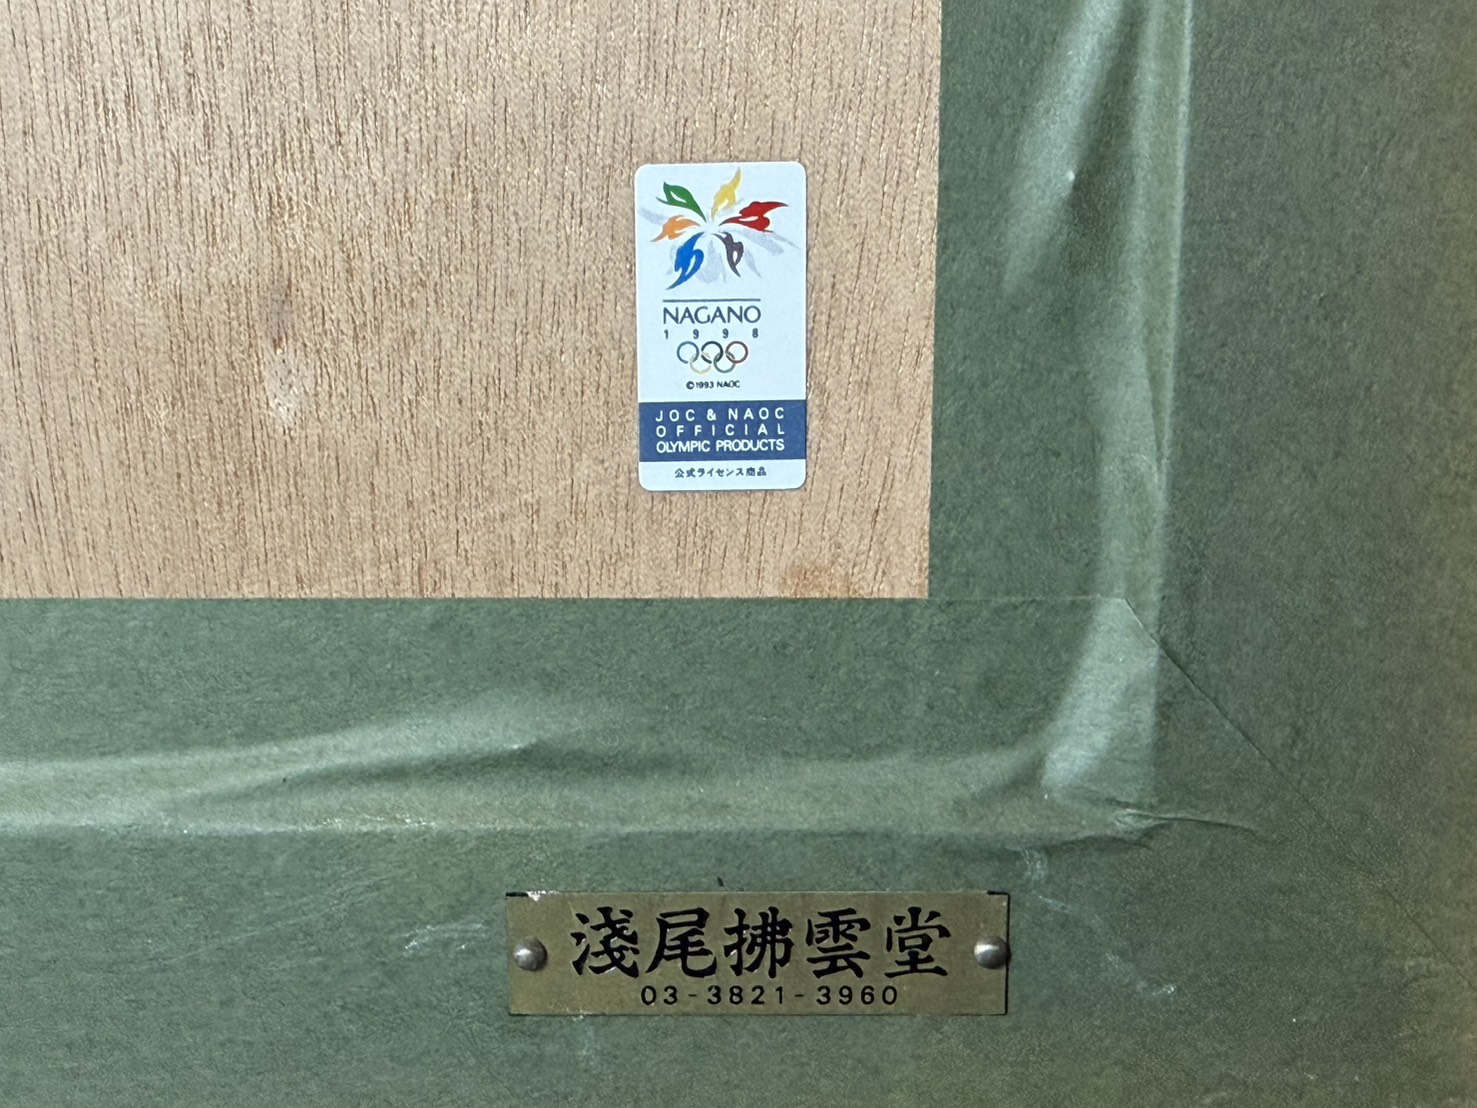 NAGANO
1998
©1993 NAOC
JOC & NAOC
OFFICIAL
OLYMPIC PRODUCTS
公式ライセンス商品
淺尾拂雲堂
03-3821-3960